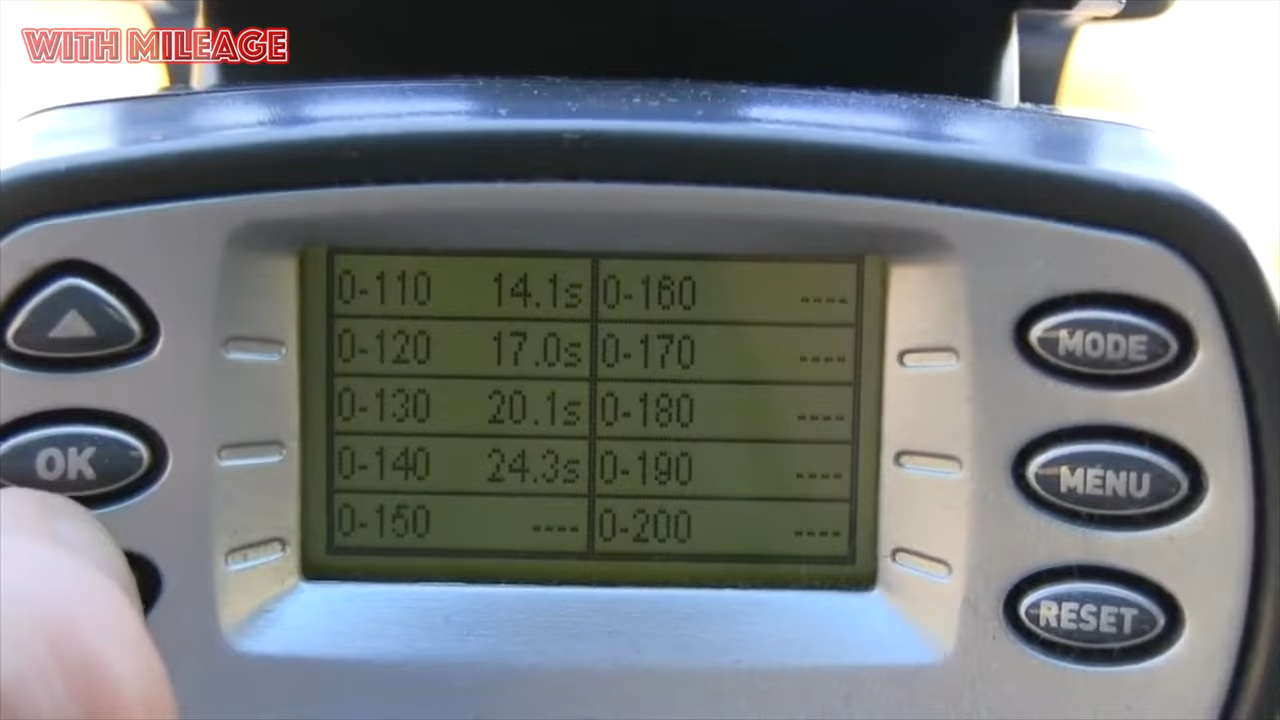 WITH MILEAGE
0-110 14.1s 0-160 ----
0-120 17.0s 0-170 ----
0-130 20.1s 0-180 ----
0-140 24.3s 0-190 ----
0-150 ---- 0-200 ----
OK
MODE
MENU
RESET